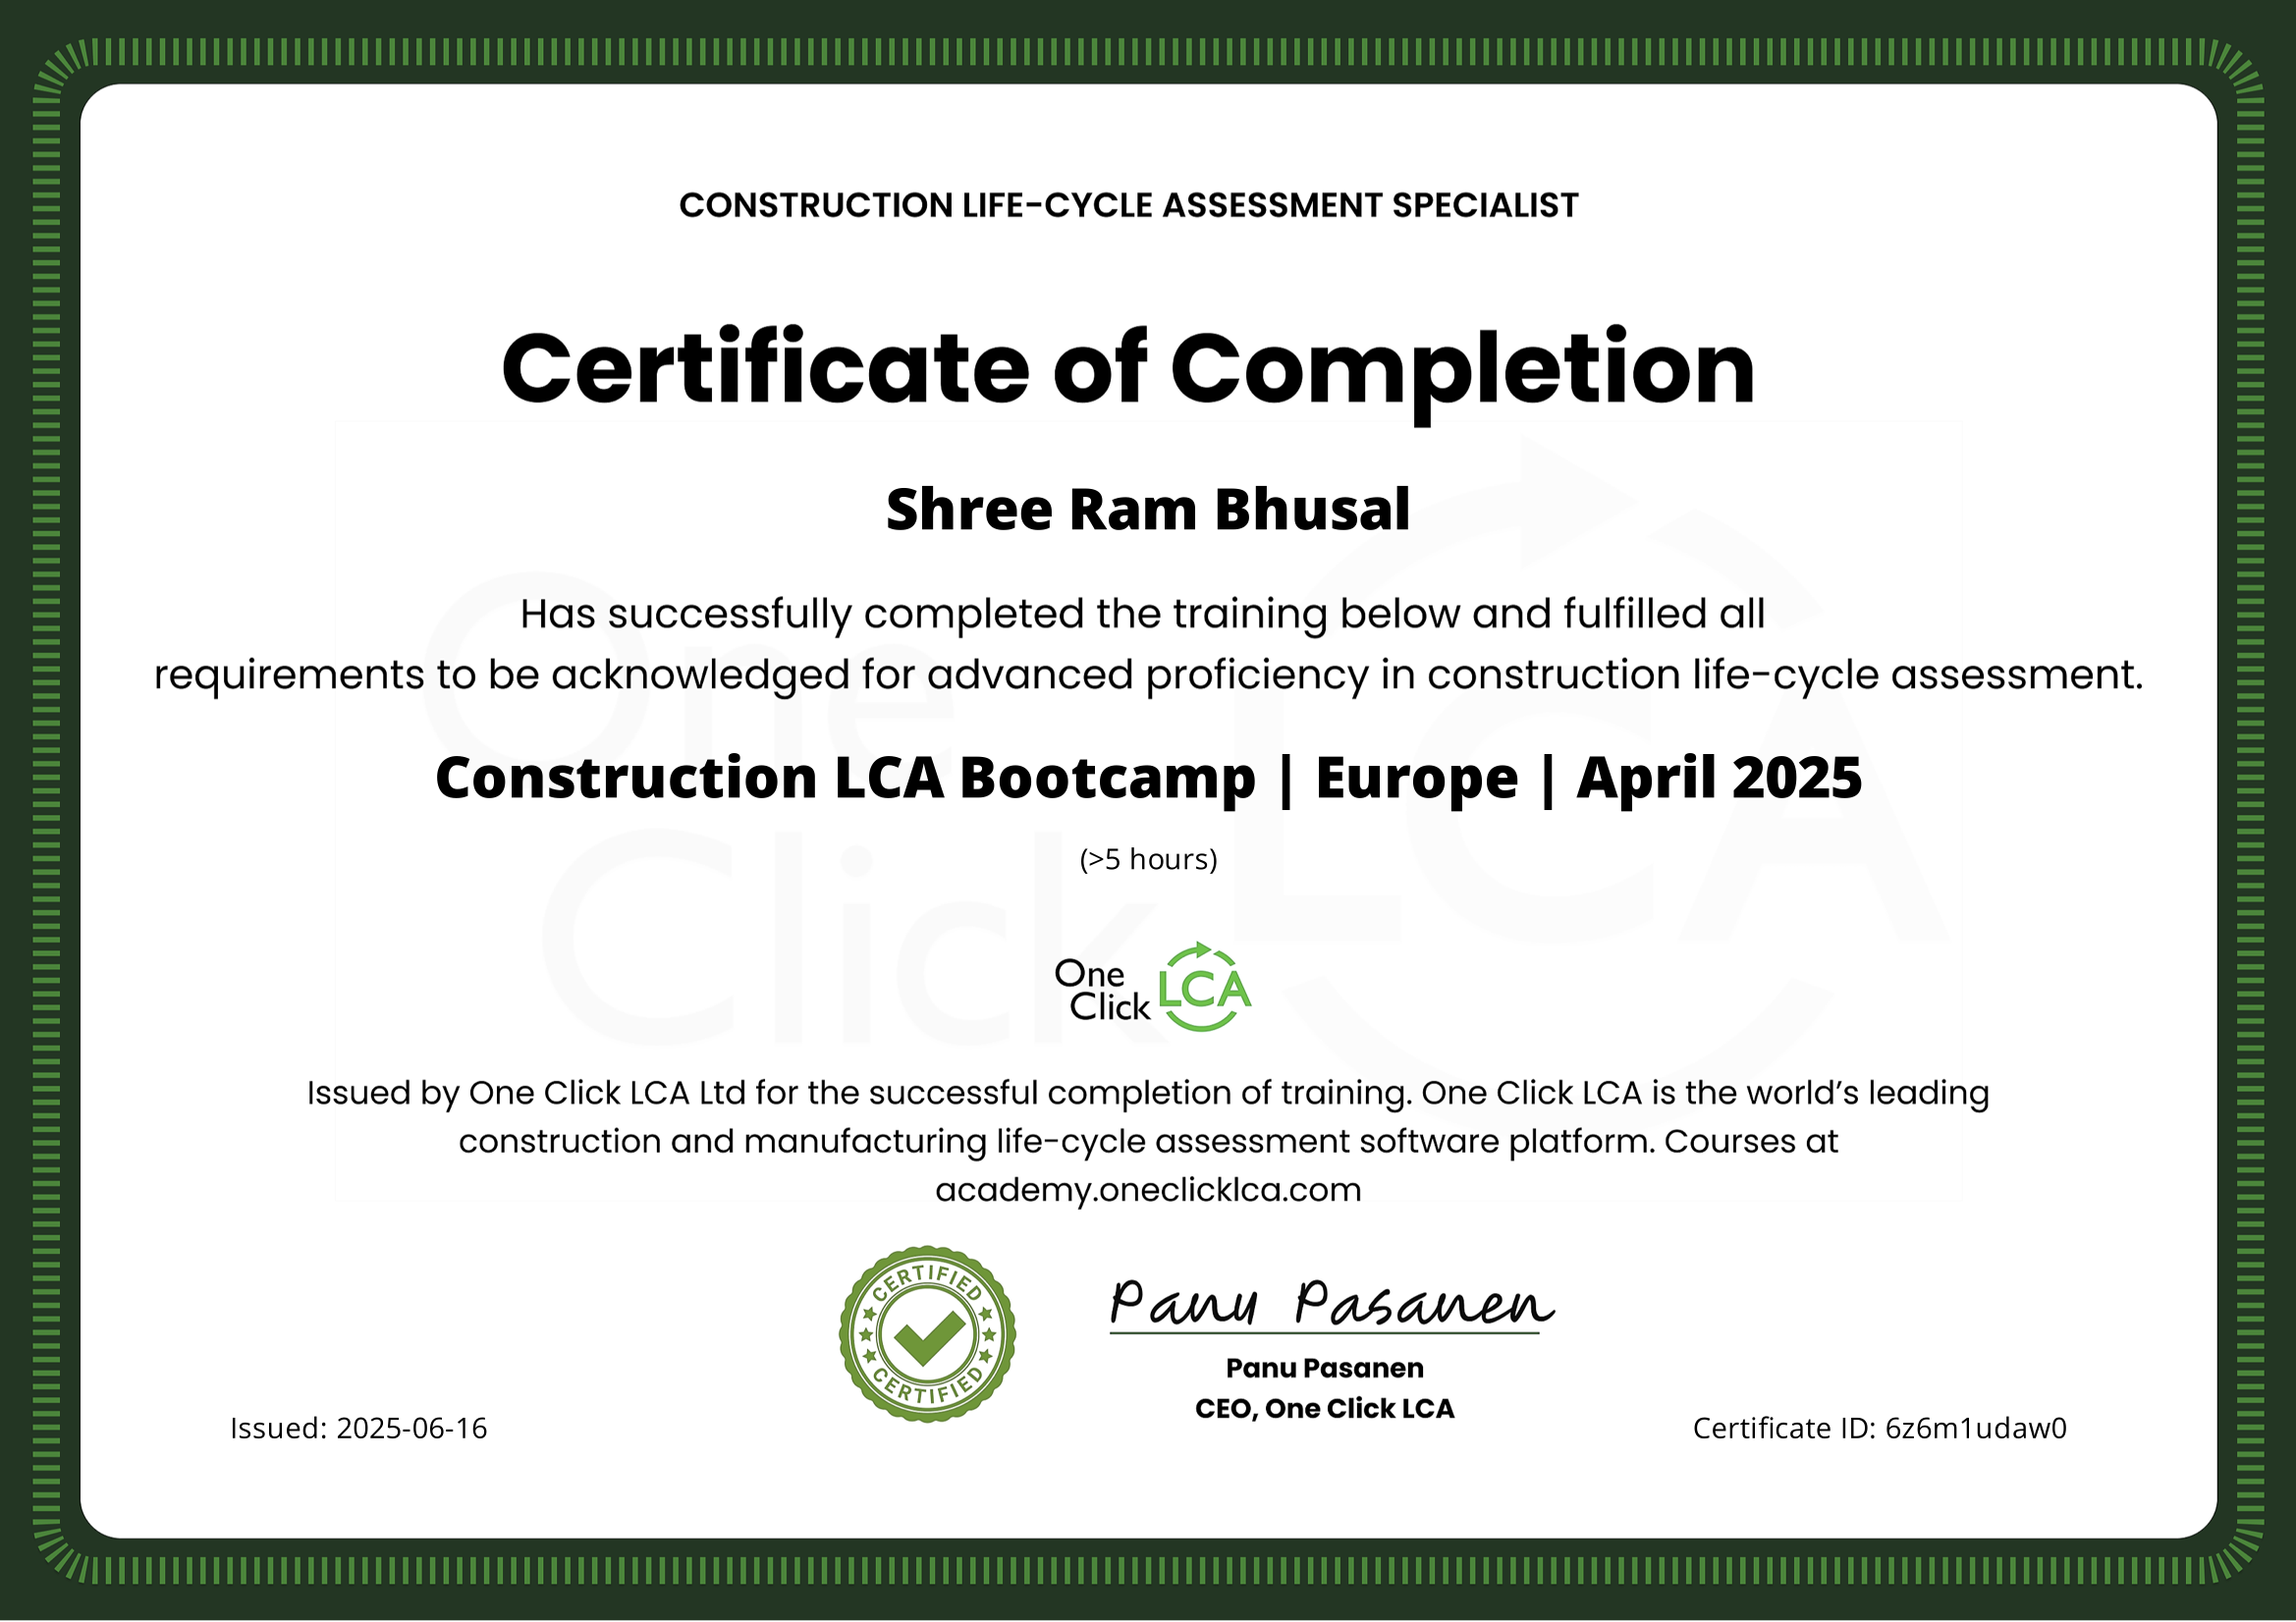 CONSTRUCTION LIFE-CYCLE ASSESSMENT SPECIALIST
Certificate of Completion
Shree Ram Bhusal
Has successfully completed the training below and fulfilled all
requirements to be acknowledged for advanced proficiency in construction life-cycle assessment.
Construction LCA Bootcamp | Europe | April 2025
(>5 hours)
One
Click LCA
Issued by One Click LCA Ltd for the successful completion of training. One Click LCA is the world’s leading
construction and manufacturing life-cycle assessment software platform. Courses at
academy.oneclicklca.com
CERTIFIED
CERTIFIED
Panu Pasanen
Panu Pasanen
CEO, One Click LCA
Issued: 2025-06-16
Certificate ID: 6z6m1udaw0